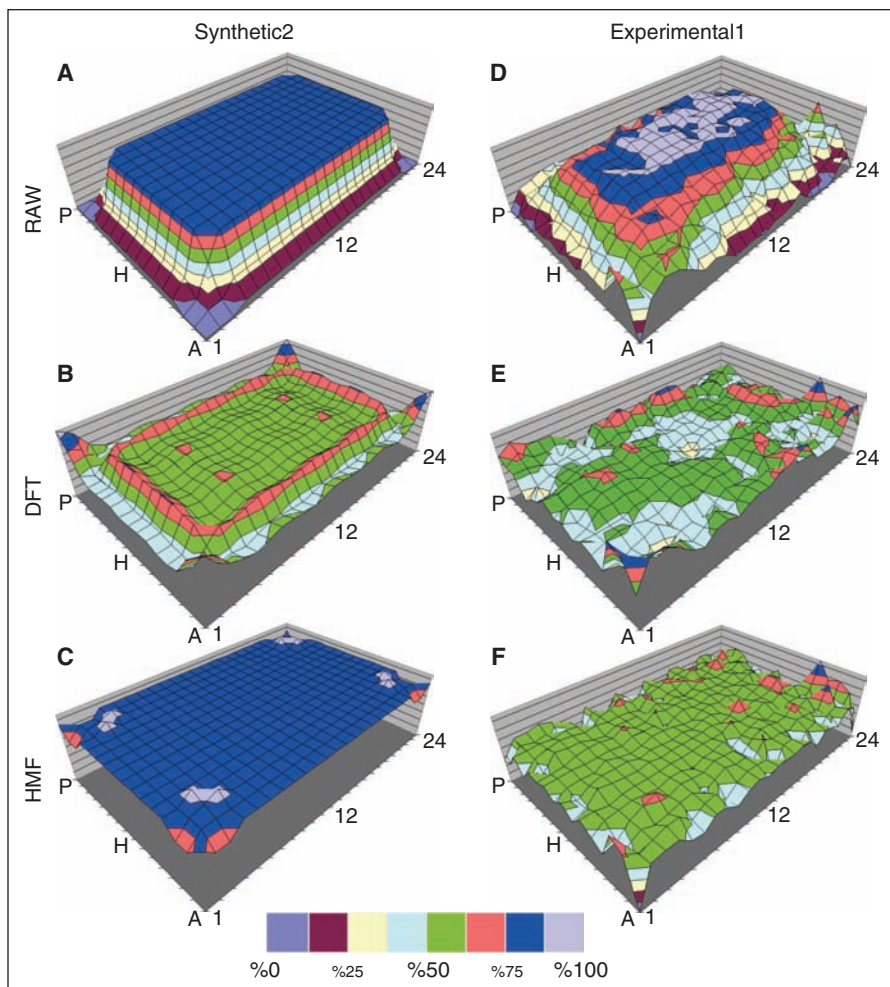 Synthetic2
Experimental1
RAW
A
P
H
A 1
12
24
D
P
H
A 1
12
24
DFT
B
P
H
A 1
12
24
E
P
H
A 1
12
24
HMF
C
P
H
A 1
12
24
F
P
H
A 1
12
24
%0 %25 %50 %75 %100